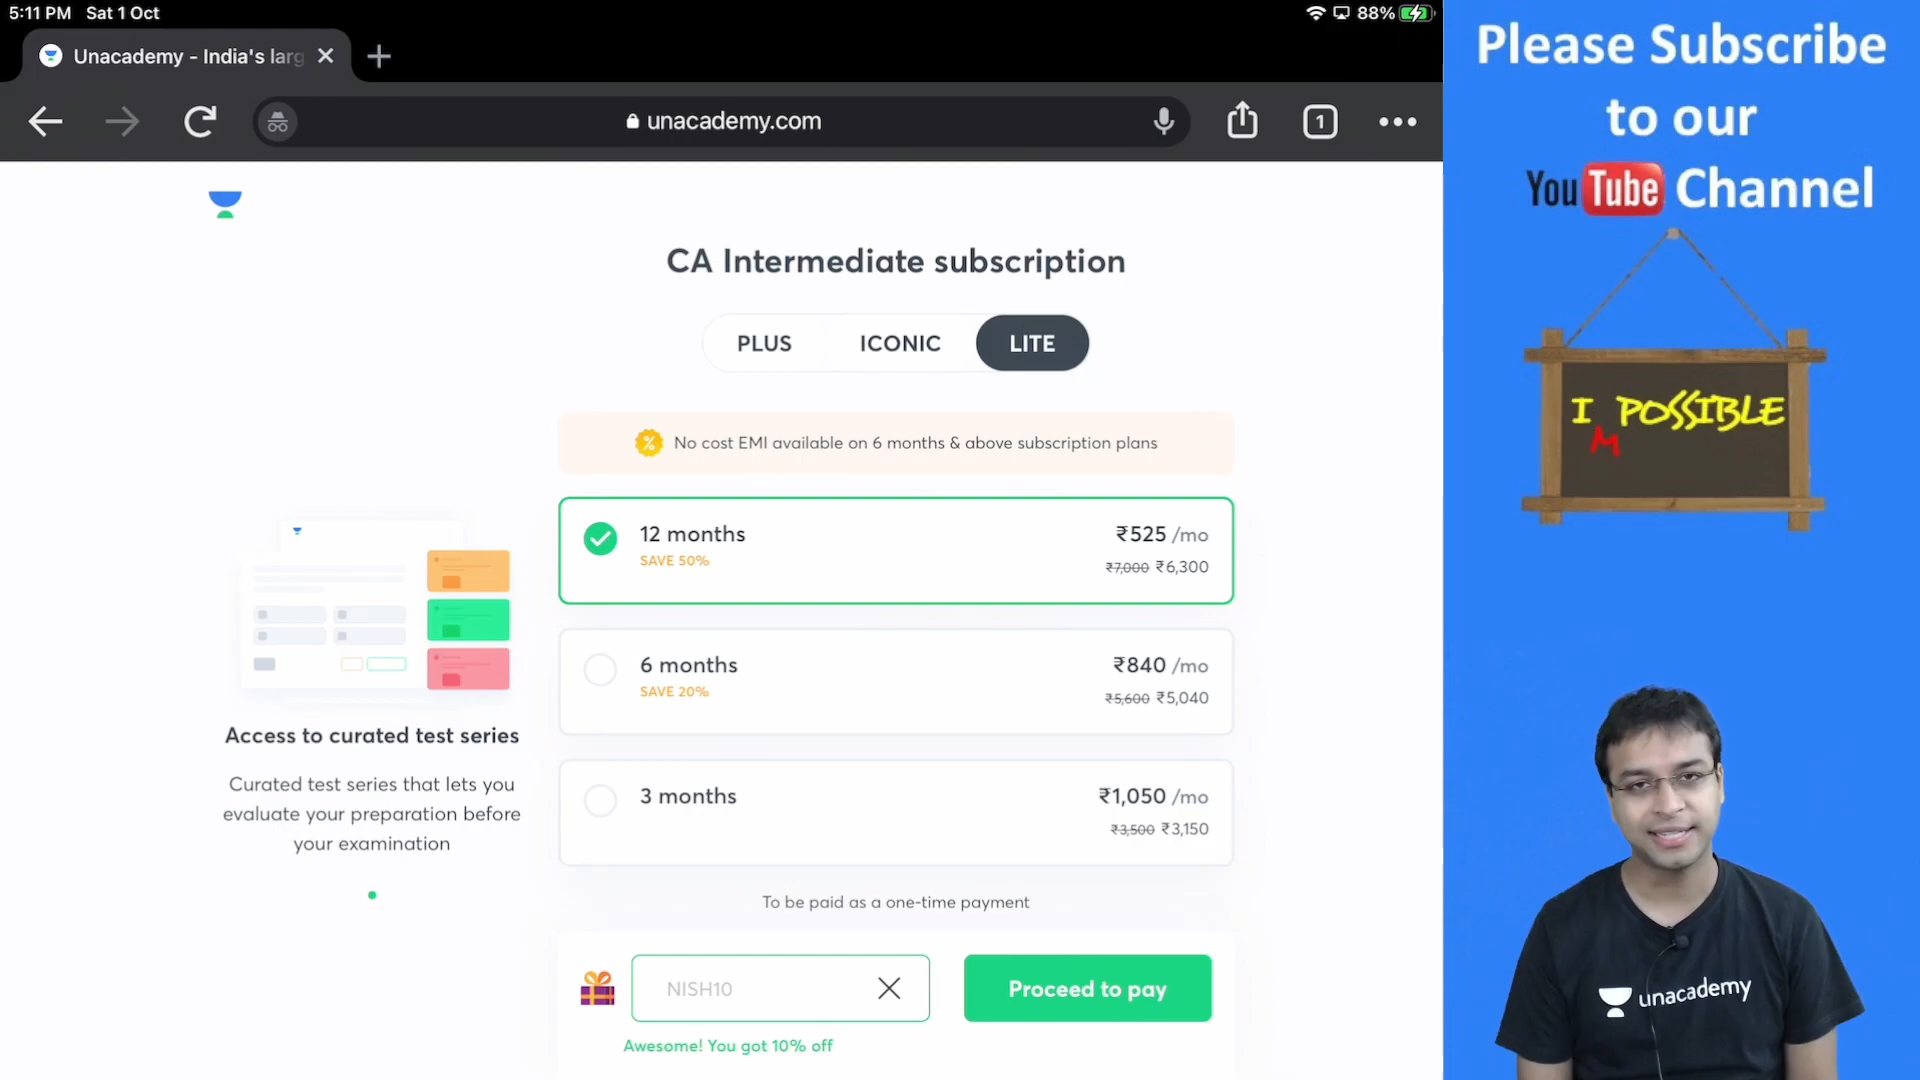 5:11 PM Sat 1 Oct
88%
Unacademy - India's larg
unacademy.com
1
CA Intermediate subscription
PLUS
ICONIC
LITE
No cost EMI available on 6 months & above subscription plans
12 months
₹525 /mo
SAVE 50%
₹7,000 ₹6,300
6 months
₹840 /mo
SAVE 20%
₹5,600 ₹5,040
3 months
₹1,050 /mo
₹3,500 ₹3,150
To be paid as a one-time payment
NISH10
Proceed to pay
Awesome! You got 10% off
Access to curated test series
Curated test series that lets you
evaluate your preparation before
your examination
Please Subscribe
to our
YouTube Channel
I POSSIBLE
M
unacademy